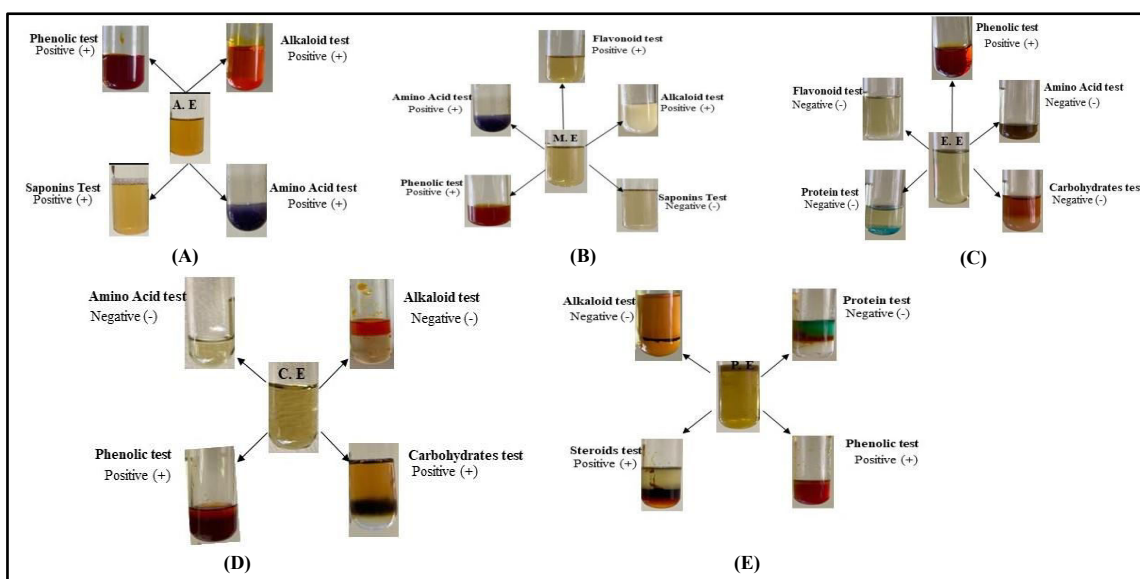 Phenolic test
Positive (+)
Alkaloid test
Positive (+)
A. E
Saponins Test
Positive (+)
Amino Acid test
Positive (+)
(A)
Flavonoid test
Positive (+)
Amino Acid test
Positive (+)
Alkaloid test
Positive (+)
M. E
Phenolic test
Positive (+)
Saponins Test
Negative (-)
(B)
Phenolic test
Positive (+)
Flavonoid test
Negative (-)
Amino Acid test
Negative (-)
E. E
Protein test
Negative (-)
Carbohydrates test
Negative (-)
(C)
Amino Acid test
Negative (-)
Alkaloid test
Negative (-)
C. E
Phenolic test
Positive (+)
Carbohydrates test
Positive (+)
(D)
Alkaloid test
Negative (-)
Protein test
Negative (-)
P. E
Steroids test
Positive (+)
Phenolic test
Positive (+)
(E)